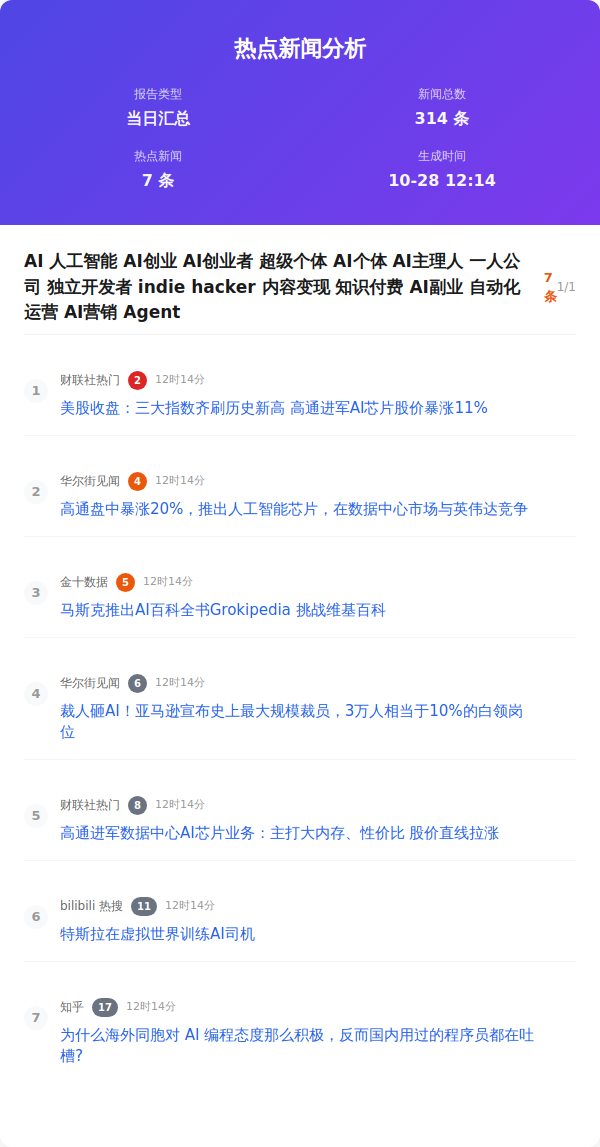 热点新闻分析
报告类型
新闻总数
当日汇总
314 条
热点新闻
生成时间
7 条
10-28 12:14
AI 人工智能 AI创业 AI创业者 超级个体 AI个体 AI主理人 一人公
司 独立开发者 indie hacker 内容变现 知识付费 AI副业 自动化
运营 AI营销 Agent
7
条
1/1
1
财联社热门 2 12时14分
美股收盘：三大指数齐刷历史新高 高通进军AI芯片股价暴涨11%
2
华尔街见闻 4 12时14分
高通盘中暴涨20%，推出人工智能芯片，在数据中心市场与英伟达竞争
3
金十数据 5 12时14分
马斯克推出AI百科全书Grokipedia 挑战维基百科
4
华尔街见闻 6 12时14分
裁人砸AI！亚马逊宣布史上最大规模裁员，3万人相当于10%的白领岗
位
5
财联社热门 8 12时14分
高通进军数据中心AI芯片业务：主打大内存、性价比 股价直线拉涨
6
bilibili 热搜 11 12时14分
特斯拉在虚拟世界训练AI司机
7
知乎 17 12时14分
为什么海外同胞对 AI 编程态度那么积极，反而国内用过的程序员都在吐
槽?